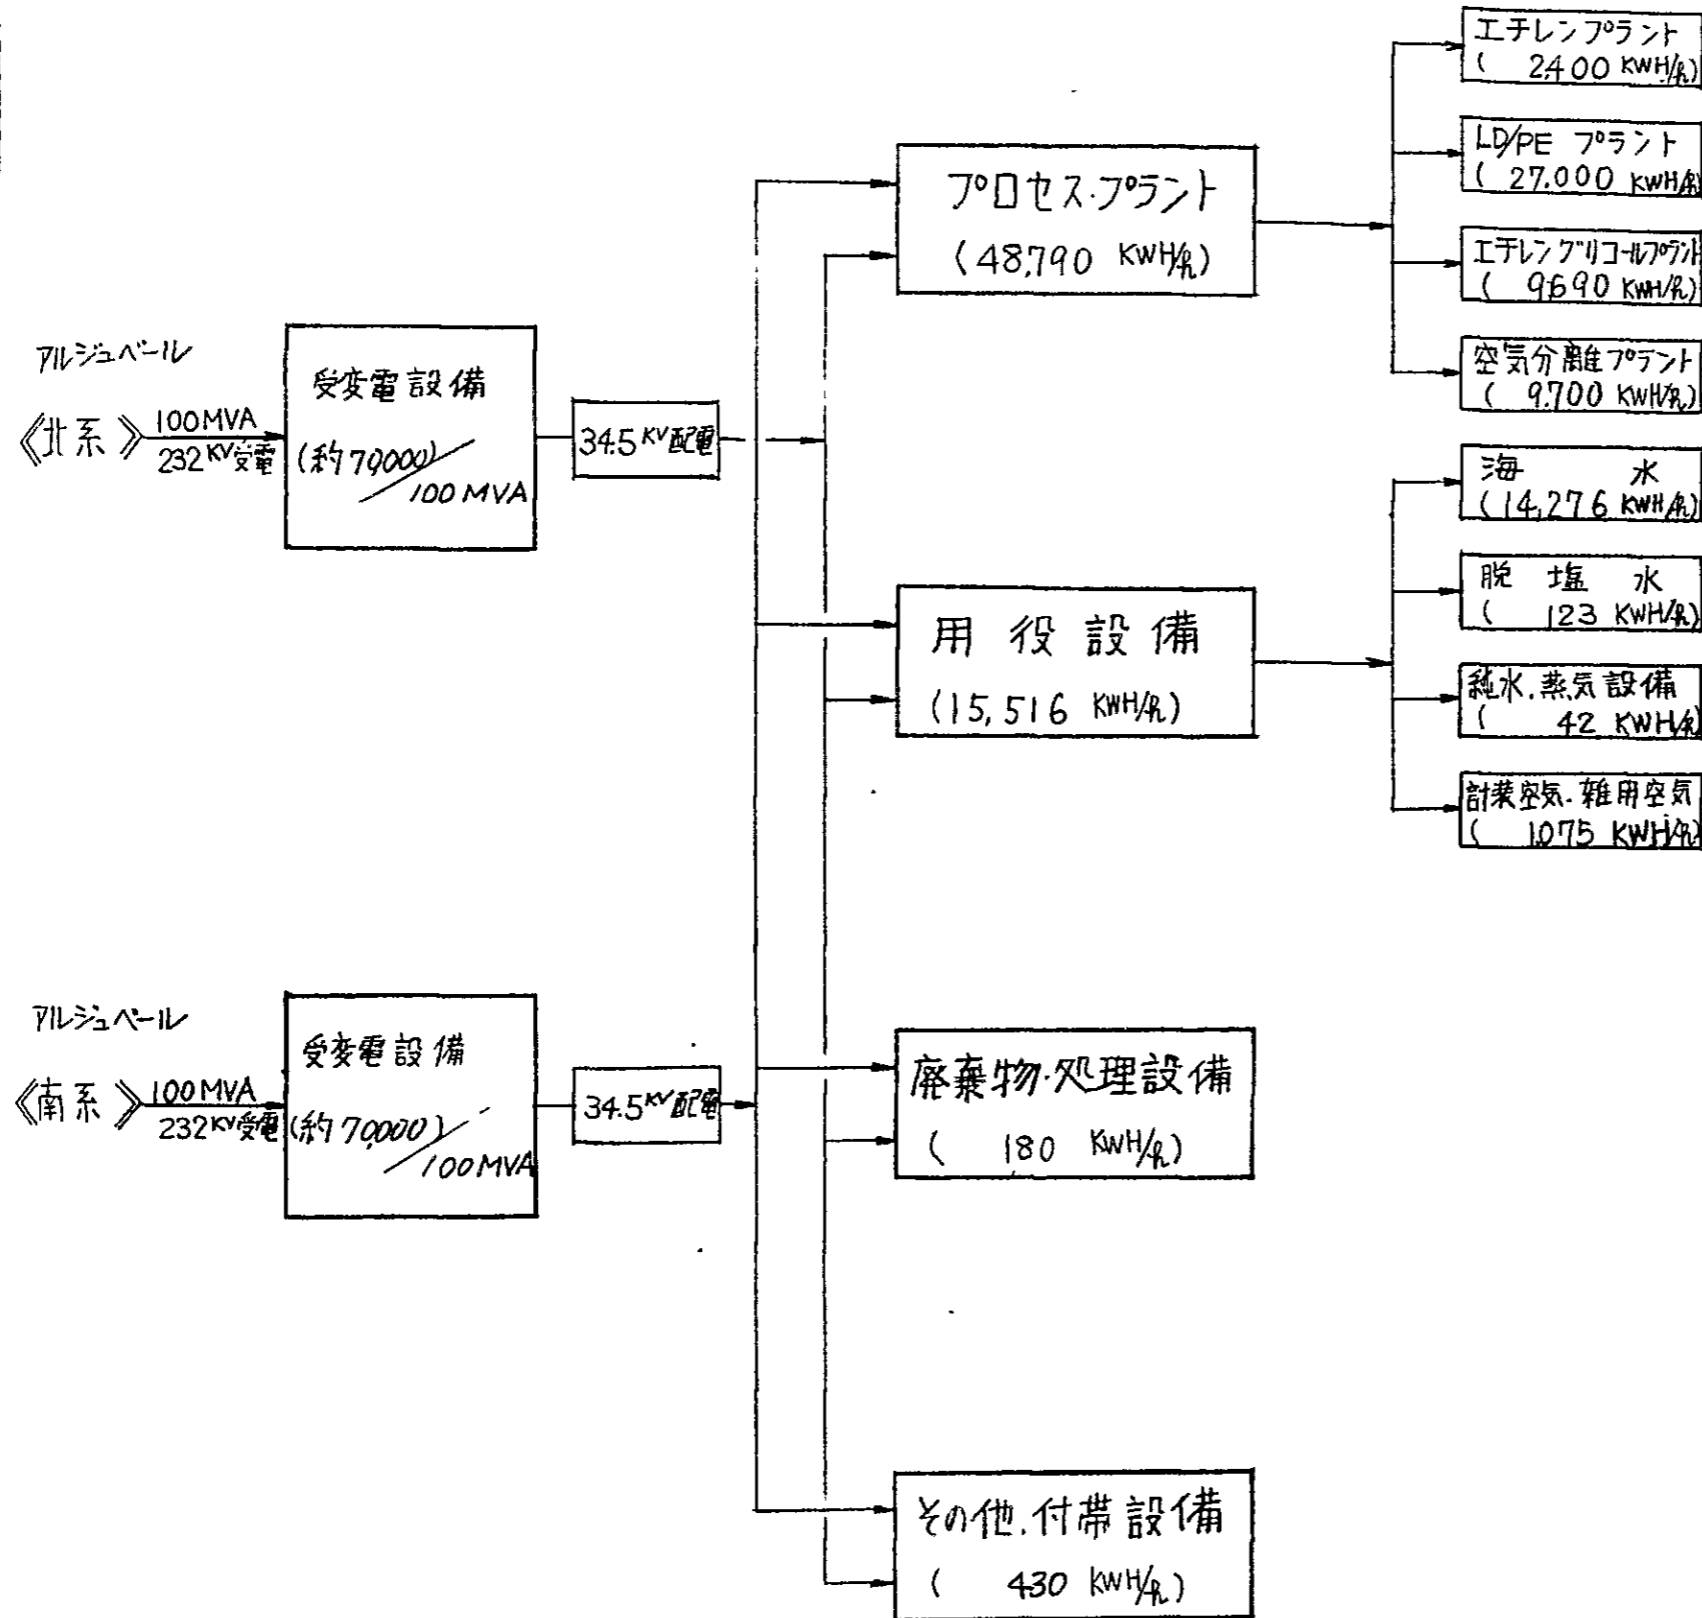 アルジュベール
《北系》
100MVA
232KV受電
受変電設備
(約70,000)/100MVA
34.5KV配電
アルジュベール
《南系》
100MVA
232KV受電
受変電設備
(約70,000)/100MVA
34.5KV配電
プロセス・プラント
(48,790 KWH/h)
用役設備
(15,516 KWH/h)
廃棄物・処理設備
( 180 KWH/h)
その他,付帯設備
( 430 KWH/h)
エチレンプラント
( 2,400 KWH/h)
LD/PE プラント
( 27.000 KWH/h)
エチレングリコールプラント
( 9,690 KWH/h)
空気分離プラント
( 9.700 KWH/h)
海水
(14,276 KWH/h)
脱塩水
( 123 KWH/h)
純水,蒸気設備
( 42 KWH/h)
計装空気・雑用空気
( 1,075 KWH/h)